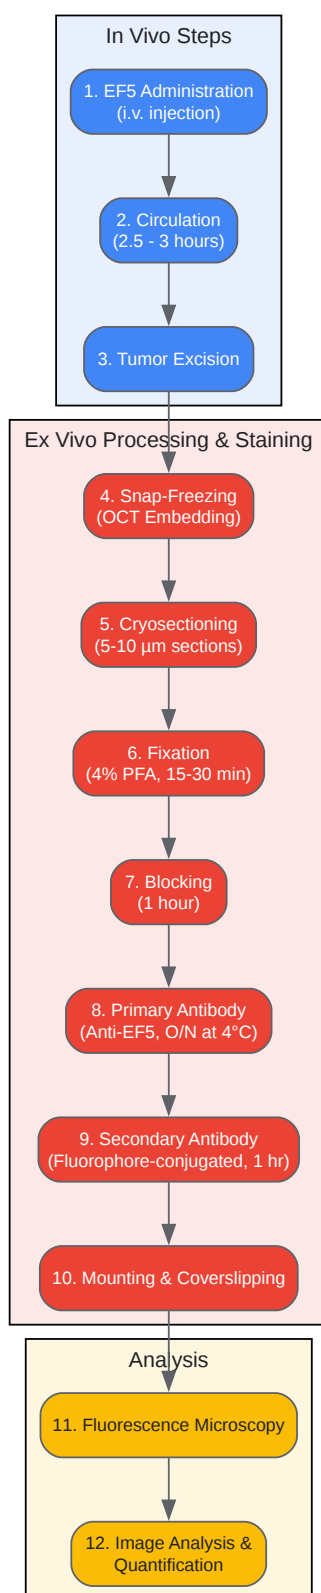 In Vivo Steps
1. EF5 Administration
(i.v. injection)
2. Circulation
(2.5 - 3 hours)
3. Tumor Excision
Ex Vivo Processing & Staining
4. Snap-Freezing
(OCT Embedding)
5. Cryosectioning
(5-10 µm sections)
6. Fixation
(4% PFA, 15-30 min)
7. Blocking
(1 hour)
8. Primary Antibody
(Anti-EF5, O/N at 4°C)
9. Secondary Antibody
(Fluorophore-conjugated, 1 hr)
10. Mounting & Coverslipping
Analysis
11. Fluorescence Microscopy
12. Image Analysis &
Quantification